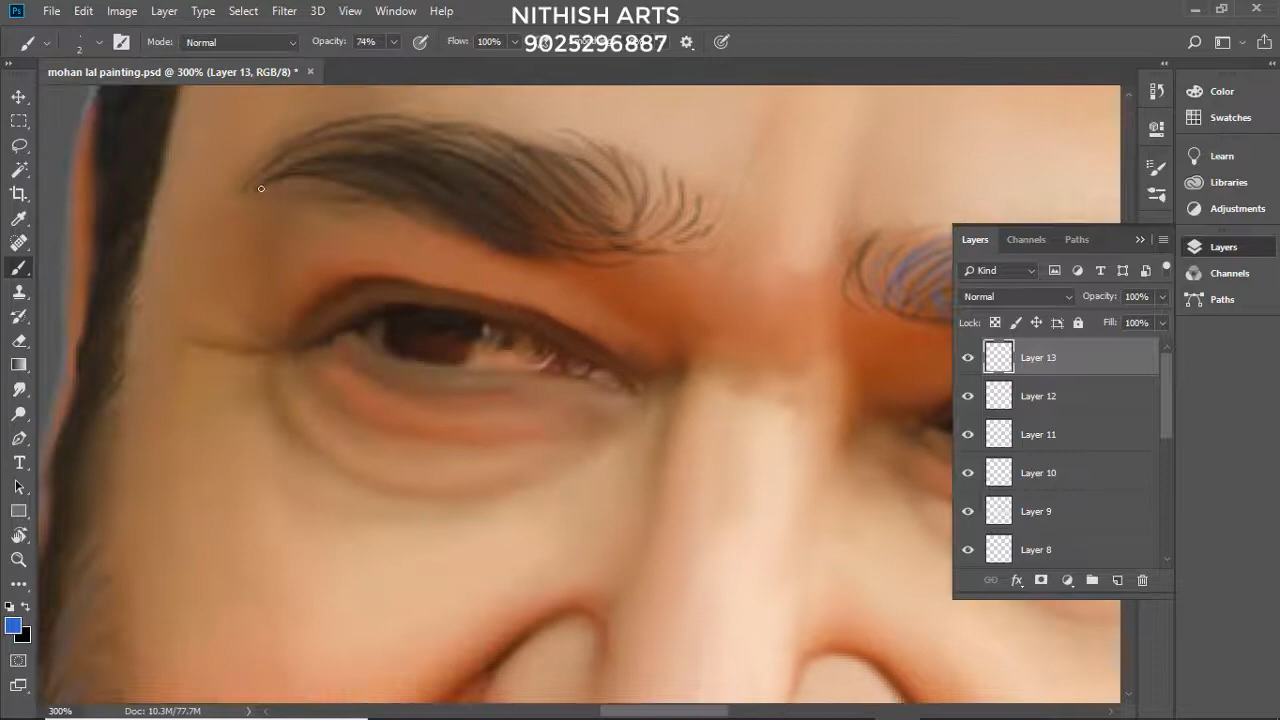 NITHISH ARTS
9025296887
Ps File Edit Image Layer Type Select Filter 3D View Window Help
2 Mode: Normal Opacity: 74% Flow: 100%
mohan lal painting.psd @ 300% (Layer 13, RGB/8) * ×
Color
Swatches
Learn
Libraries
Adjustments
Layers
Channels
Paths
Layers Channels Paths
Kind
Normal Opacity: 100%
Lock: Fill: 100%
Layer 13
Layer 12
Layer 11
Layer 10
Layer 9
Layer 8
fx
300% Doc: 10.3M/77.7M